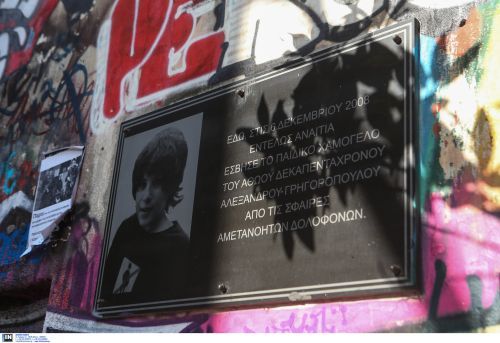 ΕΔΩ, ΣΤΙΣ 6 ΔΕΚΕΜΒΡΙΟΥ 2008
ΕΝΤΕΛΩΣ ΑΝΑΙΤΙΑ
ΕΣΒΗΣΕ ΤΟ ΠΑΙΔΙΚΟ ΧΑΜΟΓΕΛΟ
ΤΟΥ ΑΘΩΟΥ ΔΕΚΑΠΕΝΤΑΧΡΟΝΟΥ
ΑΛΕΞΑΝΔΡΟΥ-ΓΡΗΓΟΡΟΠΟΥΛΟΥ
ΑΠΟ ΤΙΣ ΣΦΑΙΡΕΣ
ΑΜΕΤΑΝΟΗΤΩΝ ΔΟΛΟΦΟΝΩΝ.